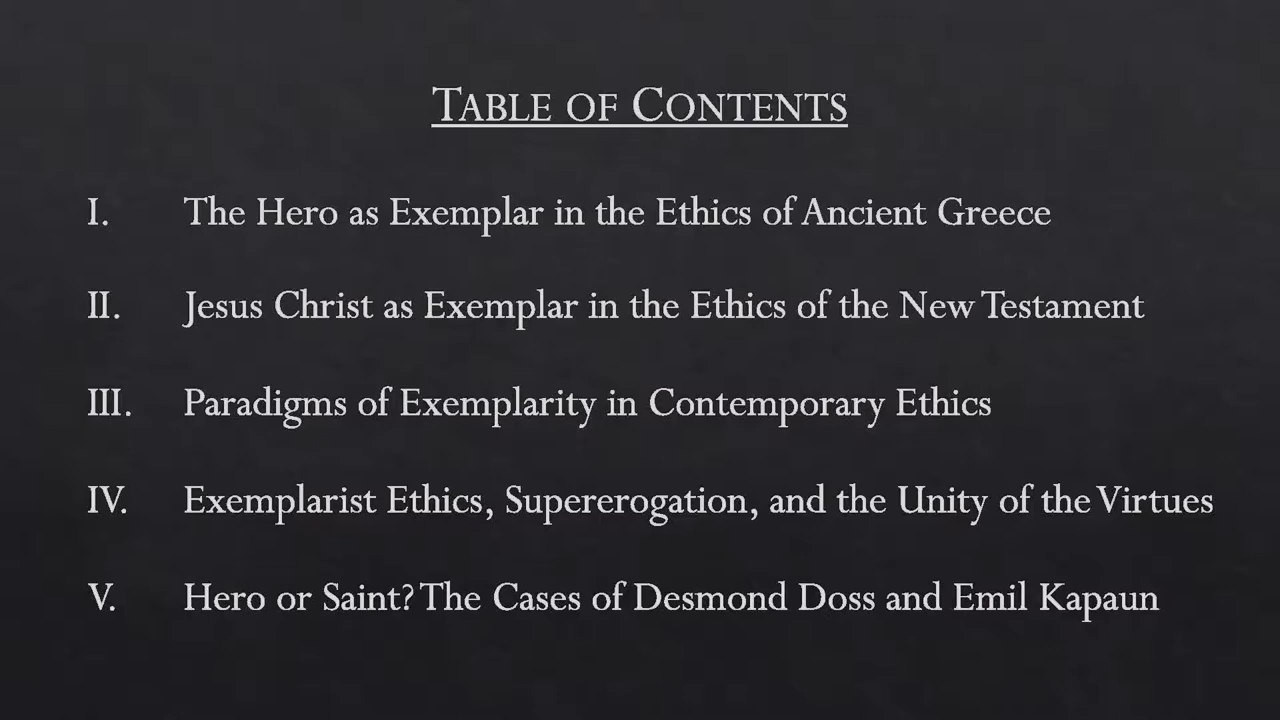 TABLE OF CONTENTS
I. The Hero as Exemplar in the Ethics of Ancient Greece
II. Jesus Christ as Exemplar in the Ethics of the New Testament
III. Paradigms of Exemplarity in Contemporary Ethics
IV. Exemplarist Ethics, Supererogation, and the Unity of the Virtues
V. Hero or Saint? The Cases of Desmond Doss and Emil Kapaun